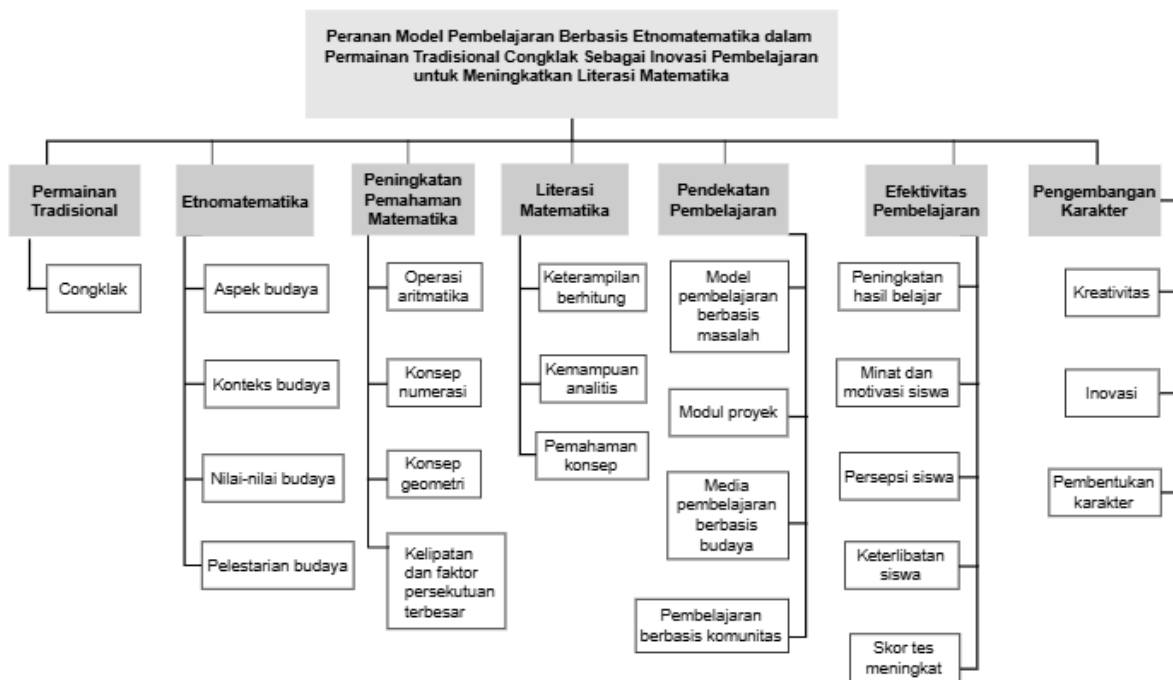 Peranan Model Pembelajaran Berbasis Etnomatematika dalam
Permainan Tradisional Congklak Sebagai Inovasi Pembelajaran
untuk Meningkatkan Literasi Matematika
Permainan
Tradisional
Congklak
Etnomatematika
Aspek budaya
Konteks budaya
Nilai-nilai budaya
Pelestarian budaya
Peningkatan
Pemahaman
Matematika
Operasi
aritmatika
Konsep
numerasi
Konsep
geometri
Kelipatan
dan faktor
persekutuan
terbesar
Literasi
Matematika
Keterampilan
berhitung
Kemampuan
analitis
Pemahaman
konsep
Pendekatan
Pembelajaran
Model
pembelajaran
berbasis
masalah
Modul proyek
Media
pembelajaran
berbasis
budaya
Pembelajaran
berbasis komunitas
Efektivitas
Pembelajaran
Peningkatan
hasil belajar
Minat dan
motivasi siswa
Persepsi siswa
Keterlibatan
siswa
Skor tes
meningkat
Pengembangan
Karakter
Kreativitas
Inovasi
Pembentukan
karakter